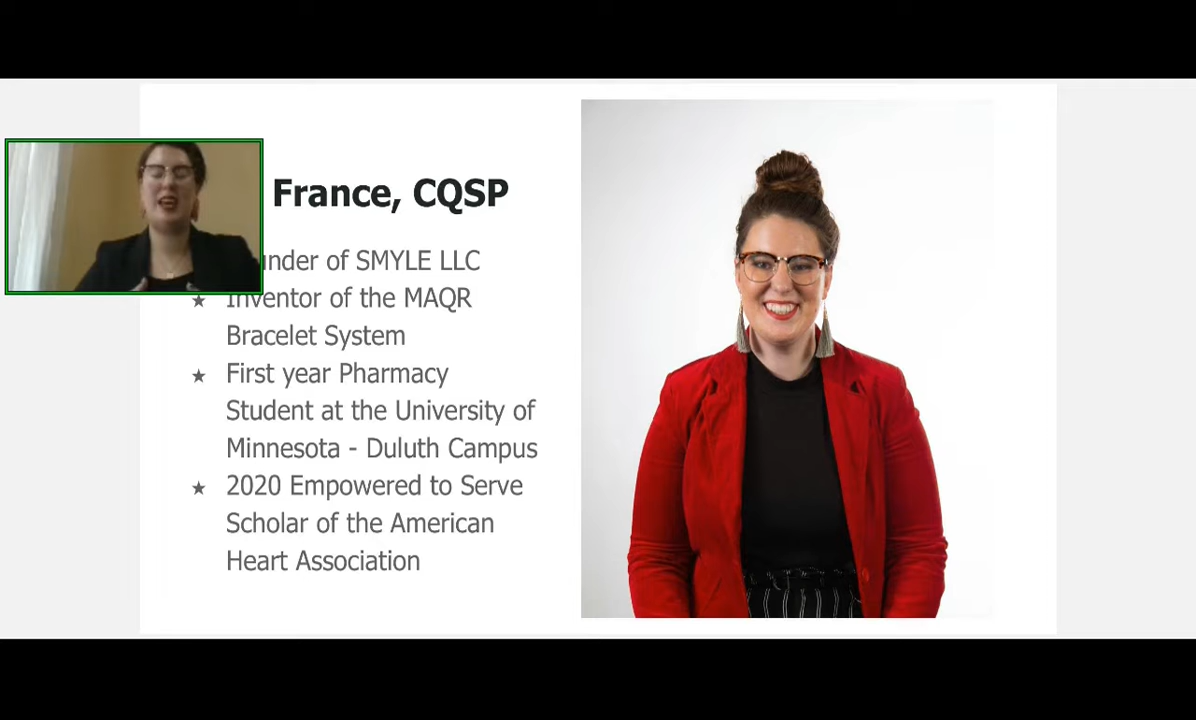 France, CQSP
under of SMYLE LLC
★ Inventor of the MAQR
Bracelet System
★ First year Pharmacy
Student at the University of
Minnesota - Duluth Campus
★ 2020 Empowered to Serve
Scholar of the American
Heart Association